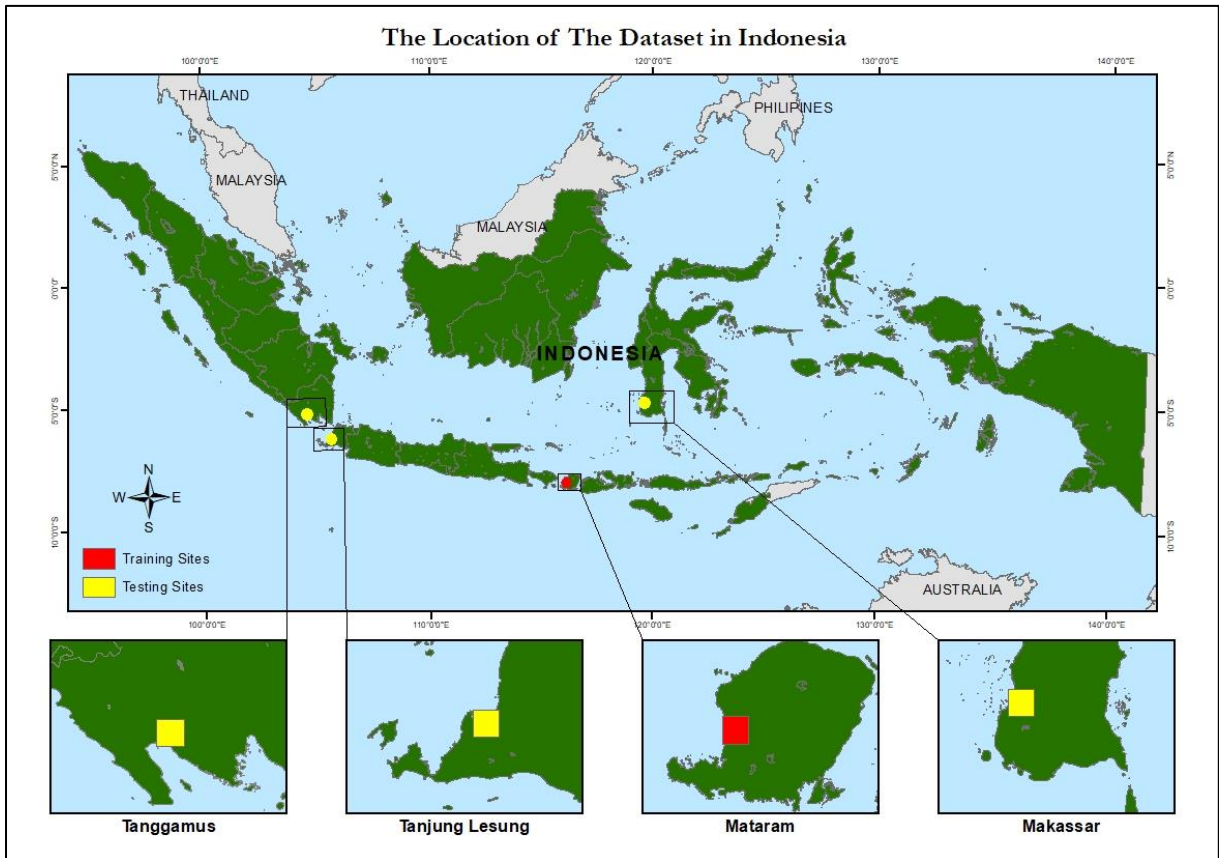 The Location of The Dataset in Indonesia
100°0'0"E 110°0'0"E 120°0'0"E 130°0'0"E 140°0'0"E
THAILAND
PHILIPINES
5°0'0"N 5°0'0"N
MALAYSIA
MALAYSIA
0°0'0" 0°0'0"
INDONESIA
5°0'0"S 5°0'0"S
N
W E
S
10°0'0"S 10°0'0"S
Training Sites
Testing Sites
AUSTRALIA
100°0'0"E 110°0'0"E 120°0'0"E 130°0'0"E 140°0'0"E
Tanggamus Tanjung Lesung Mataram Makassar